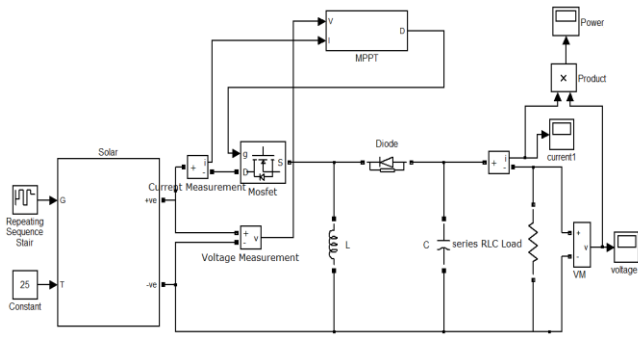 Power
V
I
D
MPPT
Product
Solar
Diode
i
+
-
g
D
S
+
-
i
current1
Current Measurement
Mosfet
G
+ve
Repeating
Sequence
Stair
+
-
v
L
C
series RLC Load
+
-
v
VM
voltage
Voltage Measurement
25
T
-ve
Constant